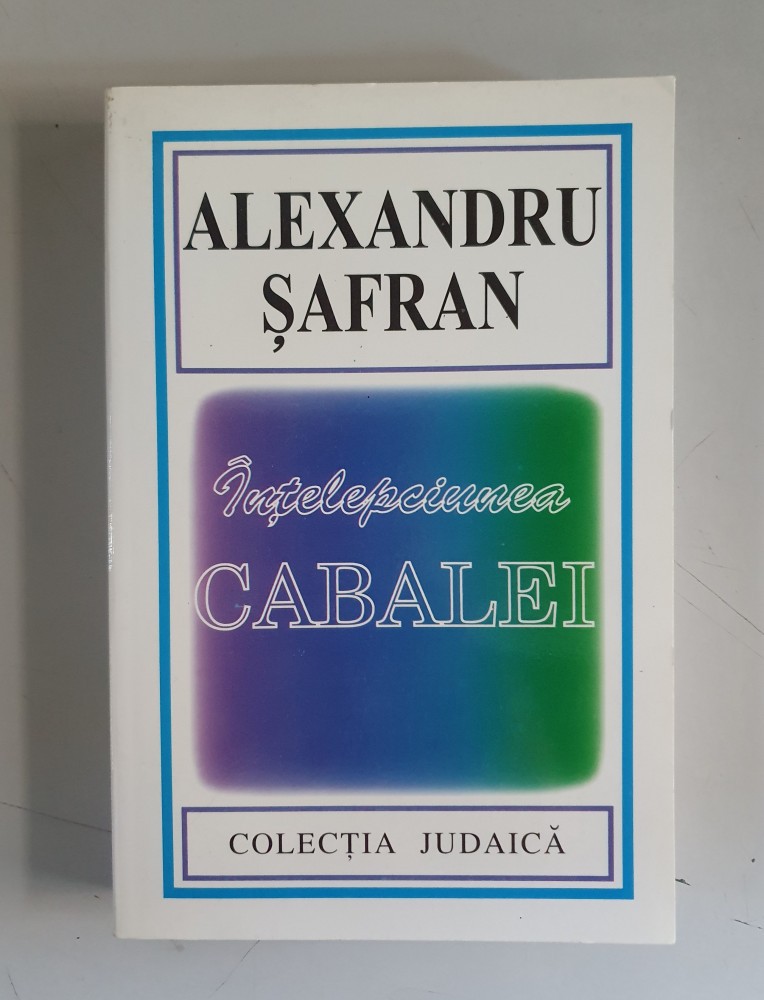 ALEXANDRU
ȘAFRAN
Înțelepciunea
CABALEI
COLECȚIA JUDAICĂ